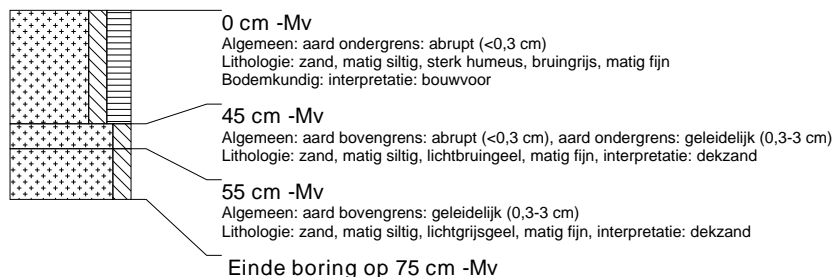 0 cm -Mv
Algemeen: aard ondergrens: abrupt (<0,3 cm)
Lithologie: zand, matig siltig, sterk humeus, bruingrijs, matig fijn
Bodemkundig: interpretatie: bouwvoor
45 cm -Mv
Algemeen: aard bovengrens: abrupt (<0,3 cm), aard ondergrens: geleidelijk (0,3-3 cm)
Lithologie: zand, matig siltig, lichtbruingeel, matig fijn, interpretatie: dekzand
55 cm -Mv
Algemeen: aard bovengrens: geleidelijk (0,3-3 cm)
Lithologie: zand, matig siltig, lichtgrijsgeel, matig fijn, interpretatie: dekzand
Einde boring op 75 cm -Mv